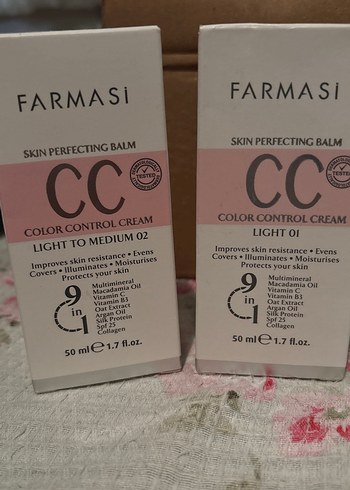 FARMASi
SKIN PERFECTING BALM
CC
TESTED
COLOR CONTROL CREAM
LIGHT TO MEDIUM 02
Improves skin resistance • Evens
Covers • Illuminates • Moisturises
Protects your skin
9 in 1
Multimineral
Macadamia Oil
Vitamin C
Vitamin B3
Oat Extract
Argan Oil
Silk Protein
Spf 25
Collagen
50 ml ℮ 1.7 fl.oz.
FARMASi
SKIN PERFECTING BALM
CC
TESTED
COLOR CONTROL CREAM
LIGHT 01
Improves skin resistance • Evens
Covers • Illuminates • Moisturises
Protects your skin
9 in 1
Multimineral
Macadamia Oil
Vitamin C
Vitamin B3
Oat Extract
Argan Oil
Silk Protein
Spf 25
Collagen
50 ml ℮ 1.7 fl.oz.